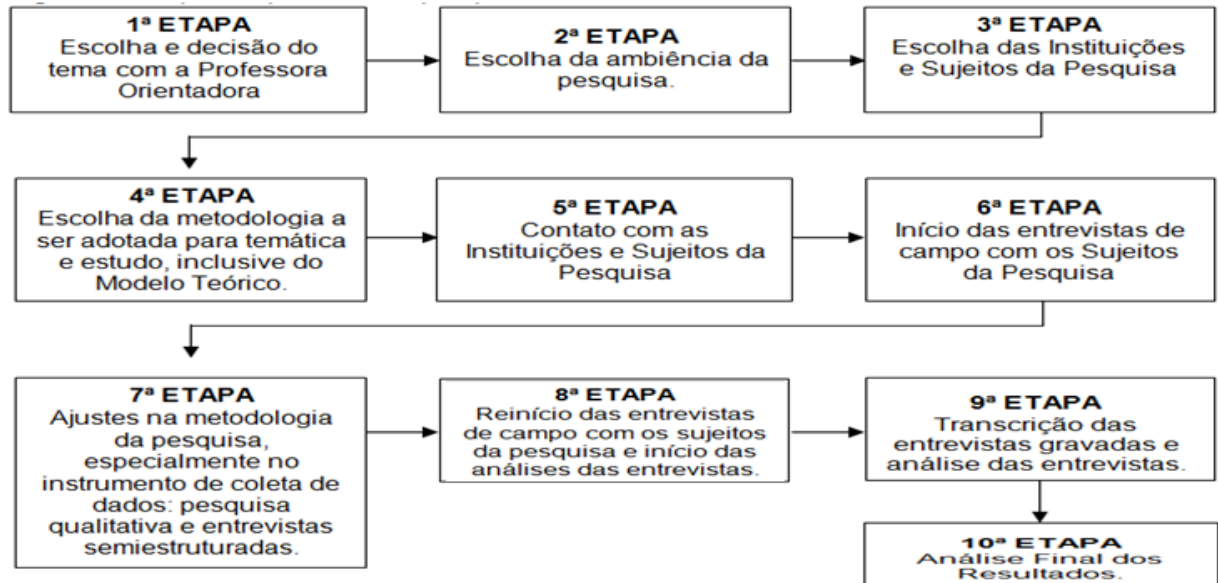 1ª ETAPA
Escolha e decisão do
tema com a Professora
Orientadora
2ª ETAPA
Escolha da ambiência da
pesquisa.
3ª ETAPA
Escolha das Instituições
e Sujeitos da Pesquisa
4ª ETAPA
Escolha da metodologia a
ser adotada para temática
e estudo, inclusive do
Modelo Teórico.
5ª ETAPA
Contato com as
Instituições e Sujeitos da
Pesquisa
6ª ETAPA
Início das entrevistas de
campo com os Sujeitos
da Pesquisa
7ª ETAPA
Ajustes na metodologia
da pesquisa,
especialmente no
instrumento de coleta de
dados: pesquisa
qualitativa e entrevistas
semiestruturadas.
8ª ETAPA
Reinício das entrevistas
de campo com os sujeitos
da pesquisa e início das
análises das entrevistas.
9ª ETAPA
Transcrição das
entrevistas gravadas e
análise das entrevistas.
10ª ETAPA
Análise Final dos
Resultados.